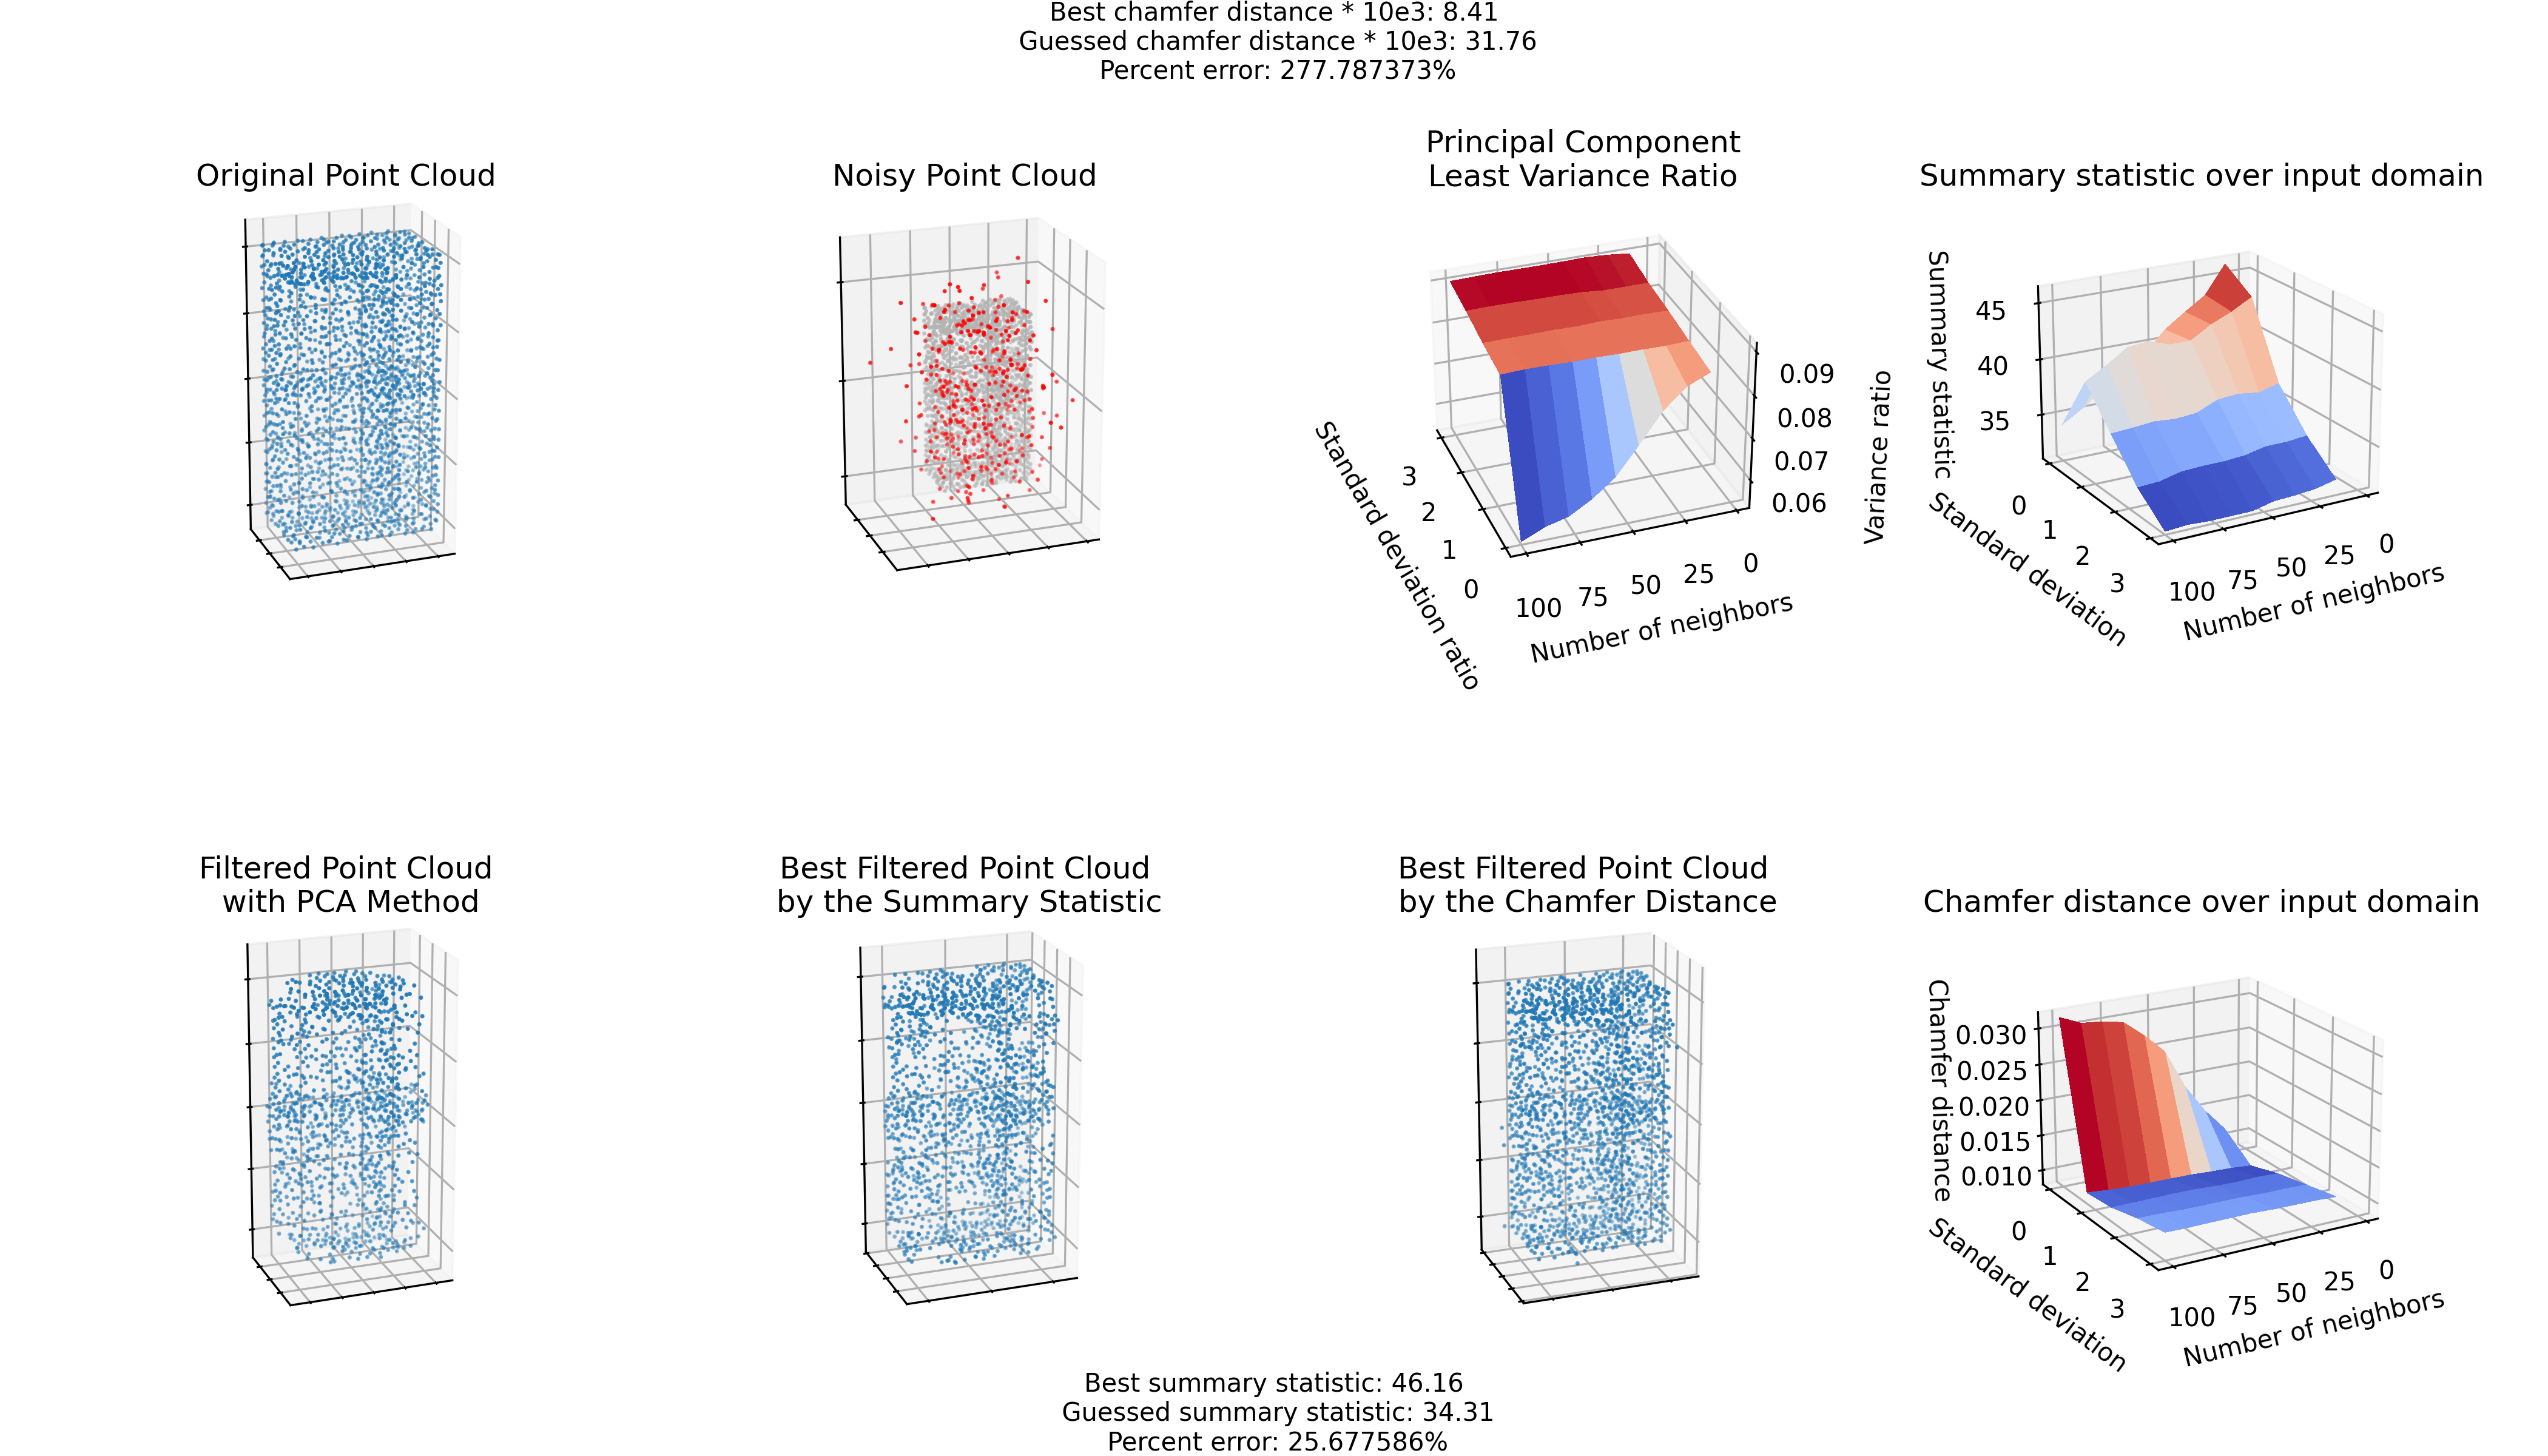 Best chamfer distance * 10e3: 8.41
Guessed chamfer distance * 10e3: 31.76
Percent error: 277.787373%
Original Point Cloud
Noisy Point Cloud
Principal Component
Least Variance Ratio
Standard deviation ratio
3
2
1
0
100
75
50
25
0
Number of neighbors
0.09
0.08
0.07
0.06
Variance ratio
Summary statistic over input domain
Summary statistic
45
40
35
Standard deviation
0
1
2
3
100
75
50
25
0
Number of neighbors
Filtered Point Cloud
with PCA Method
Best Filtered Point Cloud
by the Summary Statistic
Best Filtered Point Cloud
by the Chamfer Distance
Chamfer distance over input domain
Chamfer distance
0.030
0.025
0.020
0.015
0.010
Standard deviation
0
1
2
3
100
75
50
25
0
Number of neighbors
Best summary statistic: 46.16
Guessed summary statistic: 34.31
Percent error: 25.677586%